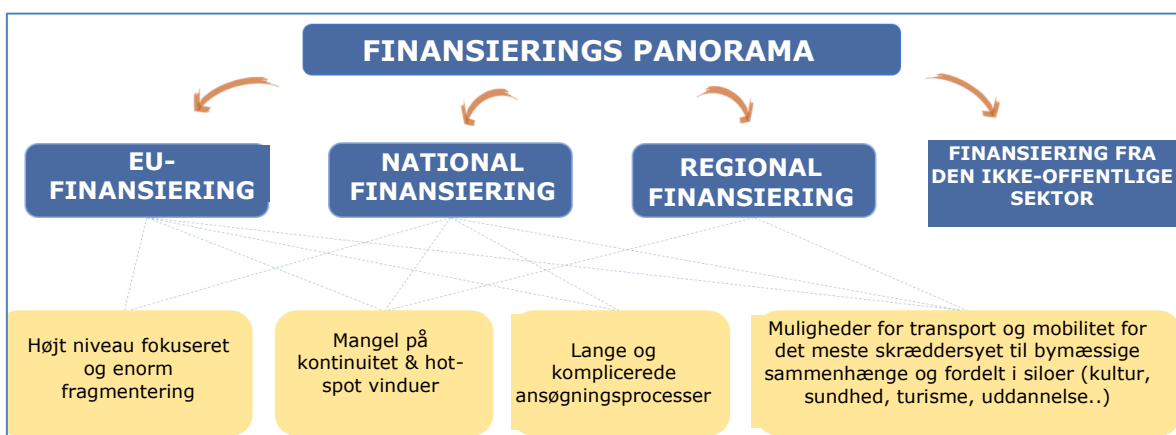 FINANSIERINGS PANORAMA
EU-
FINANSIERING
NATIONAL
FINANSIERING
REGIONAL
FINANSIERING
FINANSIERING FRA
DEN IKKE-OFFENTLIGE
SEKTOR
Højt niveau fokuseret
og enorm
fragmentering
Mangel på
kontinuitet & hot-
spot vinduer
Lange og
komplicerede
ansøgningsprocesser
Muligheder for transport og mobilitet for
det meste skræddersyet til bymæssige
sammenhænge og fordelt i siloer (kultur,
sundhed, turisme, uddannelse..)